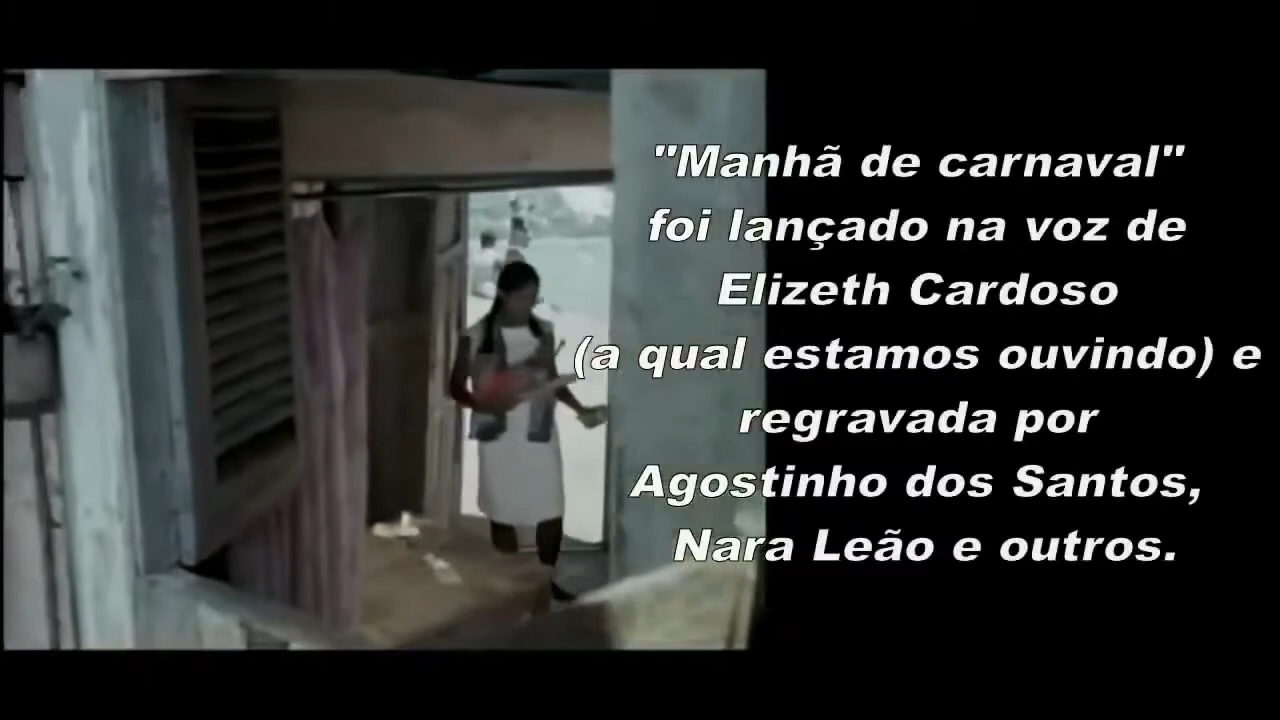 "Manhã de carnaval"
foi lançado na voz de
Elizeth Cardoso
(a qual estamos ouvindo) e
regravada por
Agostinho dos Santos,
Nara Leão e outros.